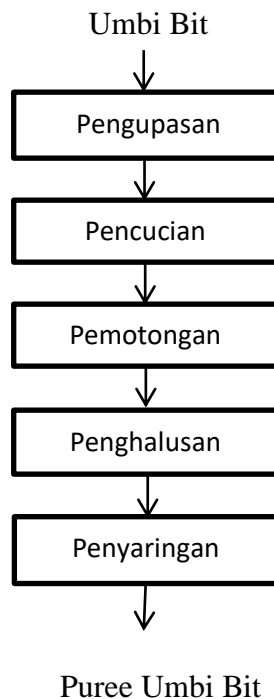 Umbi Bit
Pengupasan
Pencucian
Pemotongan
Penghalusan
Penyaringan
Puree Umbi Bit